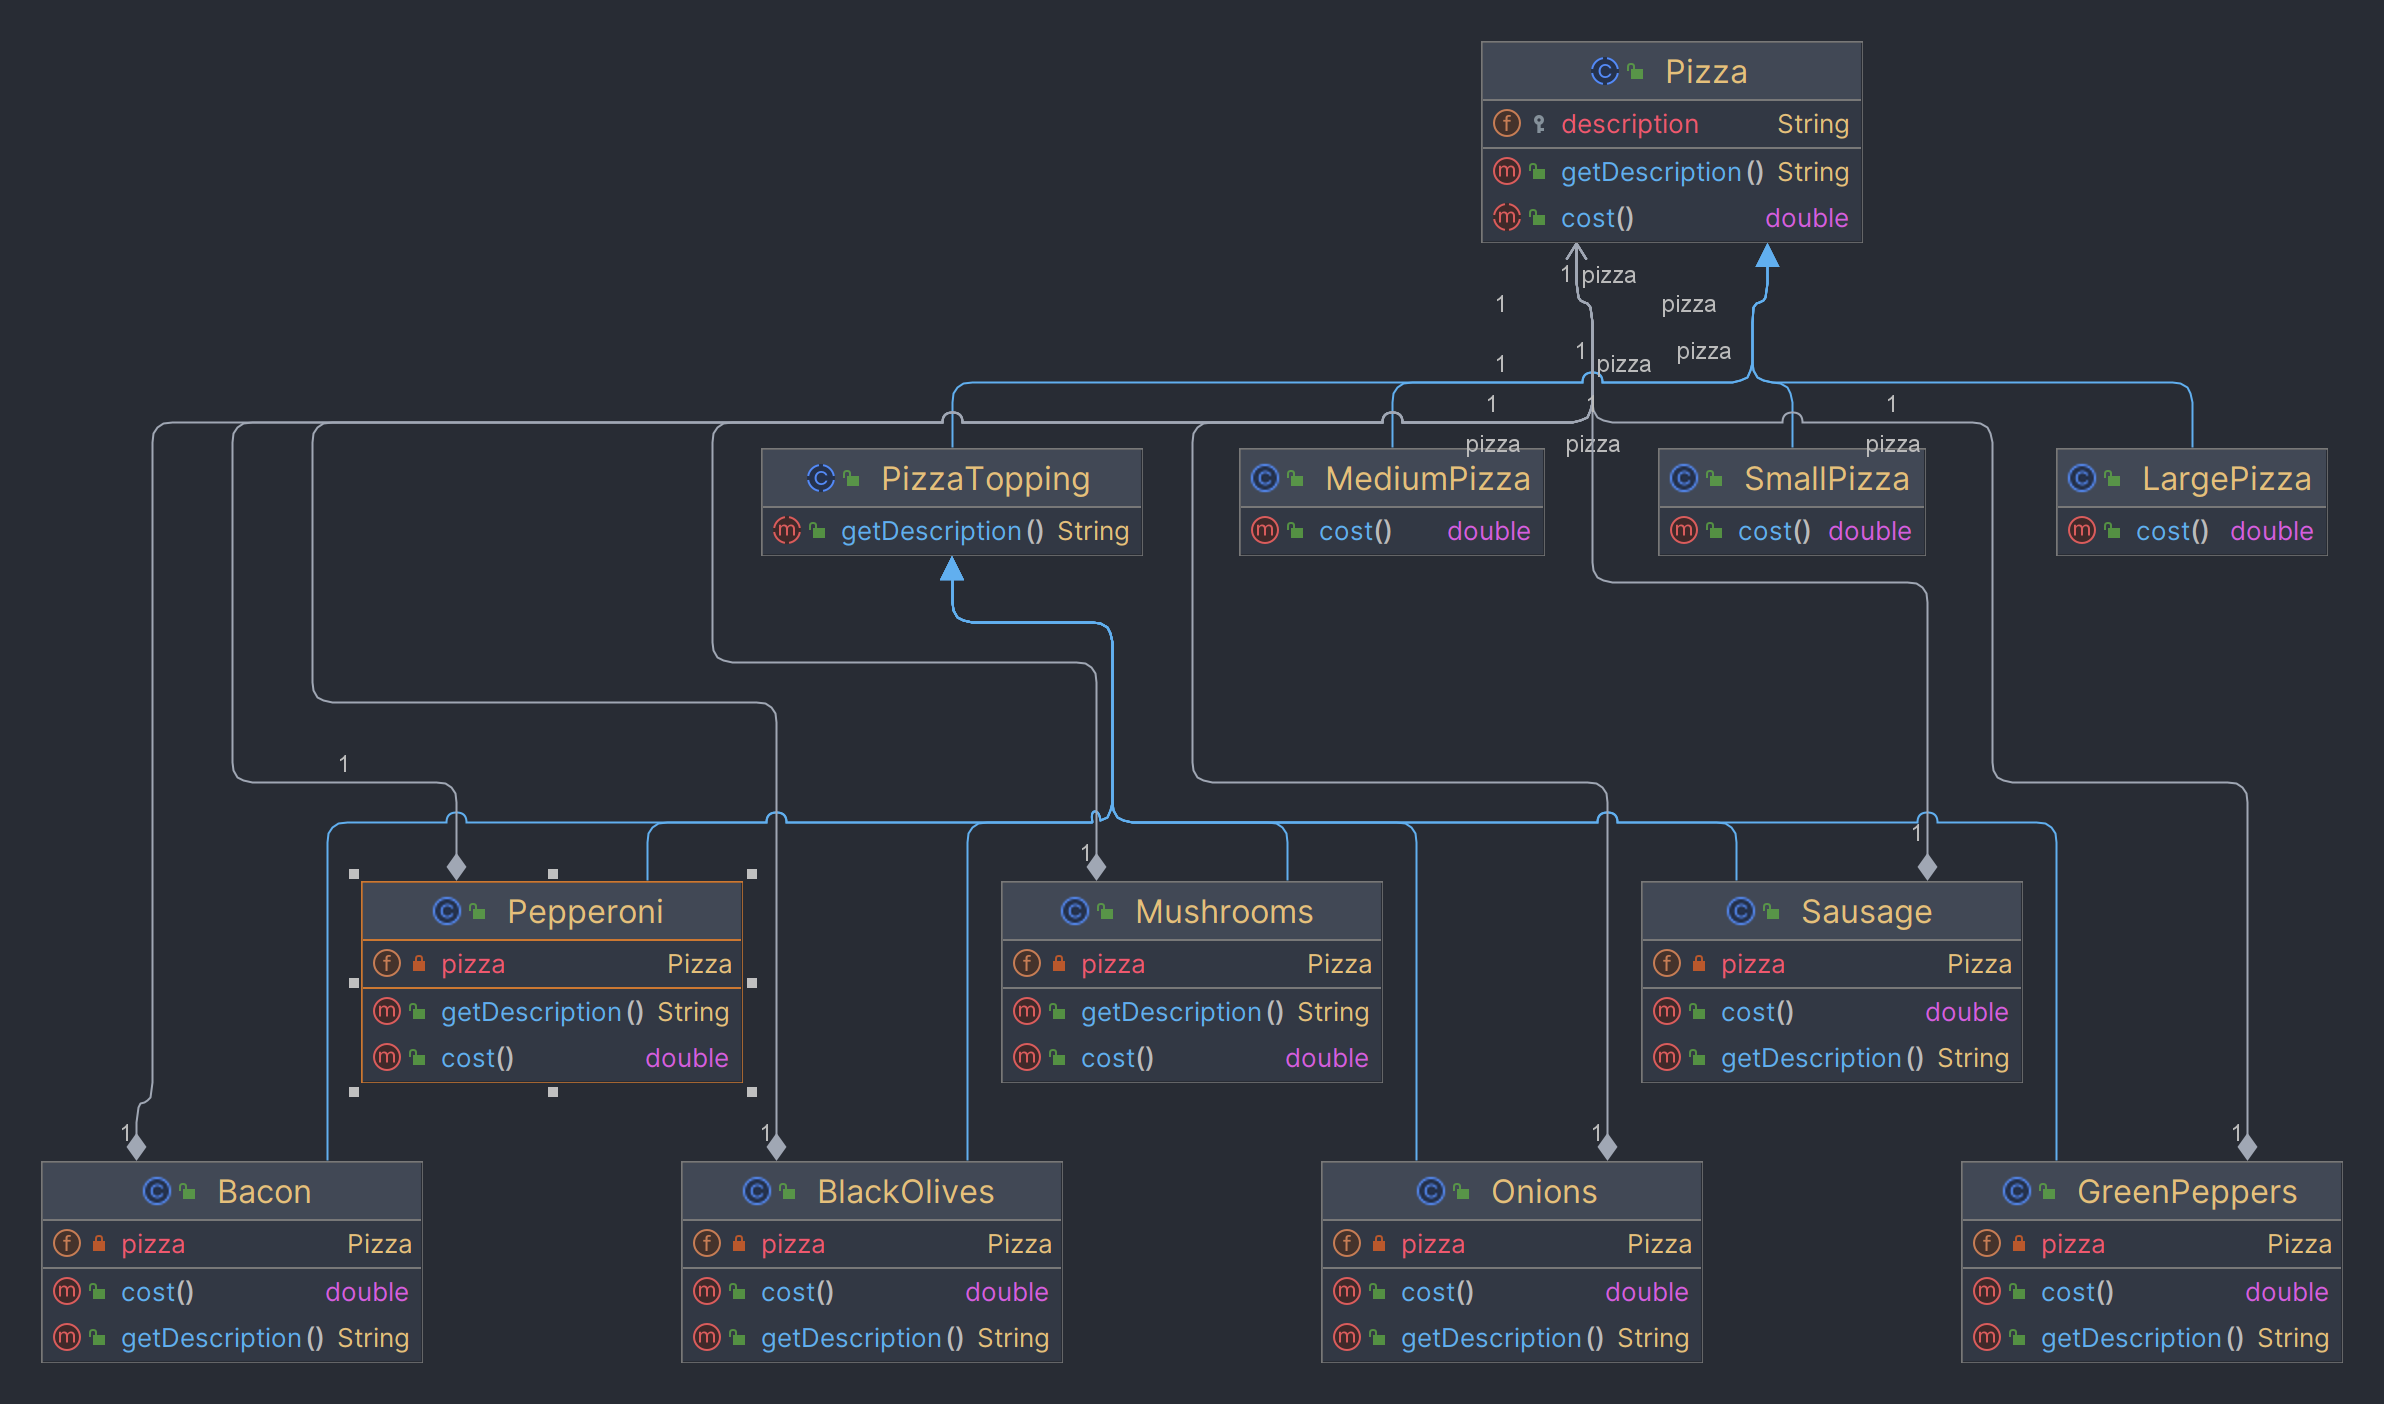 Pizza
description String
getDescription() String
cost() double
1 pizza
1 pizza
1 pizza
1 pizza
1 1 1
pizza pizza pizza
PizzaTopping
getDescription() String
MediumPizza
cost() double
SmallPizza
cost() double
LargePizza
cost() double
1
1
1
Pepperoni
pizza Pizza
getDescription() String
cost() double
Mushrooms
pizza Pizza
getDescription() String
cost() double
Sausage
pizza Pizza
cost() double
getDescription() String
1
1
1
1
Bacon
pizza Pizza
cost() double
getDescription() String
BlackOlives
pizza Pizza
cost() double
getDescription() String
Onions
pizza Pizza
cost() double
getDescription() String
GreenPeppers
pizza Pizza
cost() double
getDescription() String